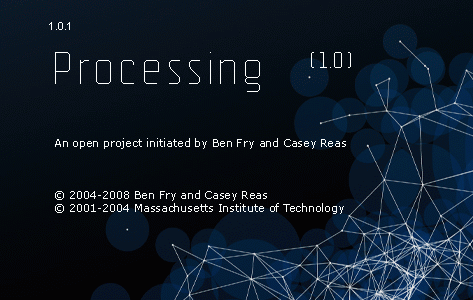 1.0.1
Processing (1.0)
An open project initiated by Ben Fry and Casey Reas
© 2004-2008 Ben Fry and Casey Reas
© 2001-2004 Massachusetts Institute of Technology